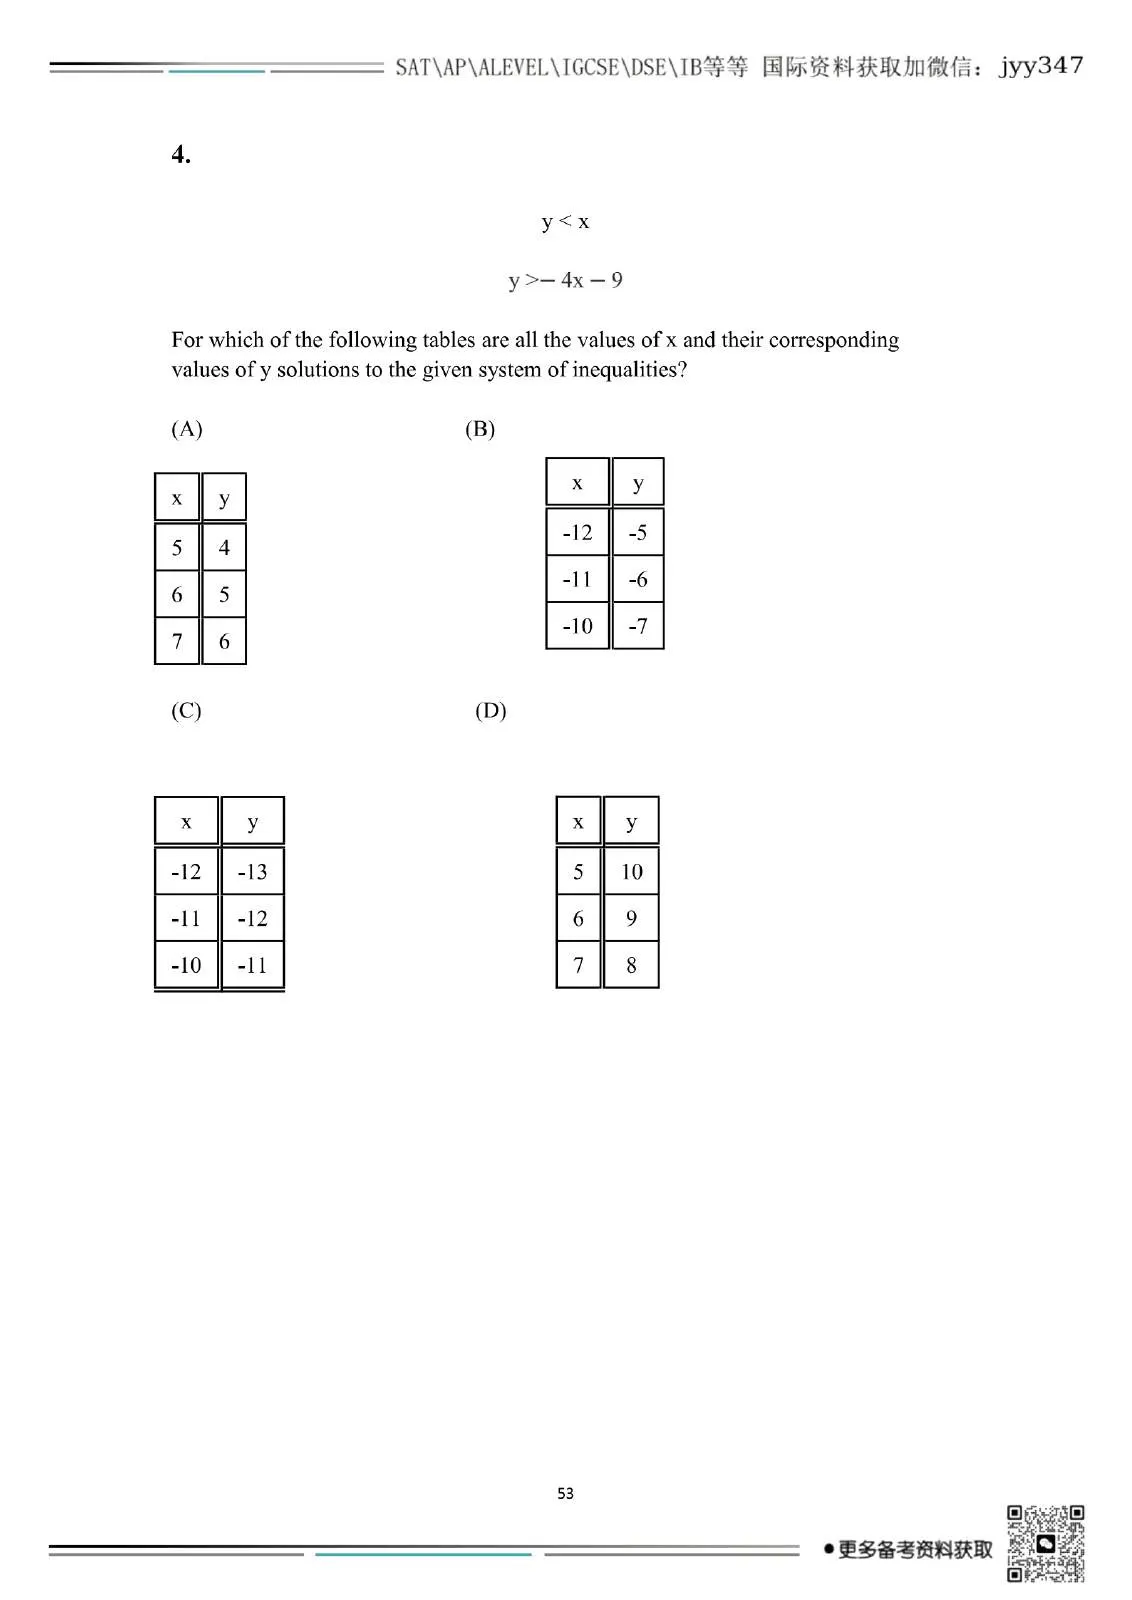 SAT\AP\ALEVEL\IGCSE\DSE\IB等等 国际资料获取加微信: jyy347
4.
y < x
y >− 4x − 9
For which of the following tables are all the values of x and their corresponding
values of y solutions to the given system of inequalities?
(A) (B)
x y
5 4
6 5
7 6
x y
-12 -5
-11 -6
-10 -7
(C) (D)
x y
-12 -13
-11 -12
-10 -11
x y
5 10
6 9
7 8
53
●更多备考资料获取